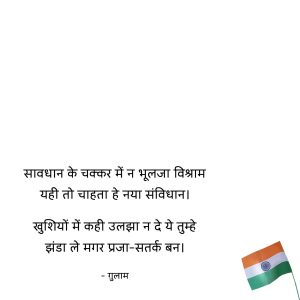 सावधान के चक्कर में न भूलजा विश्राम
यही तो चाहता हे नया संविधान।
खुशियों में कही उलझा न दे ये तुम्हे
झंडा ले मगर प्रजा-सतर्क बन।
- गुलाम